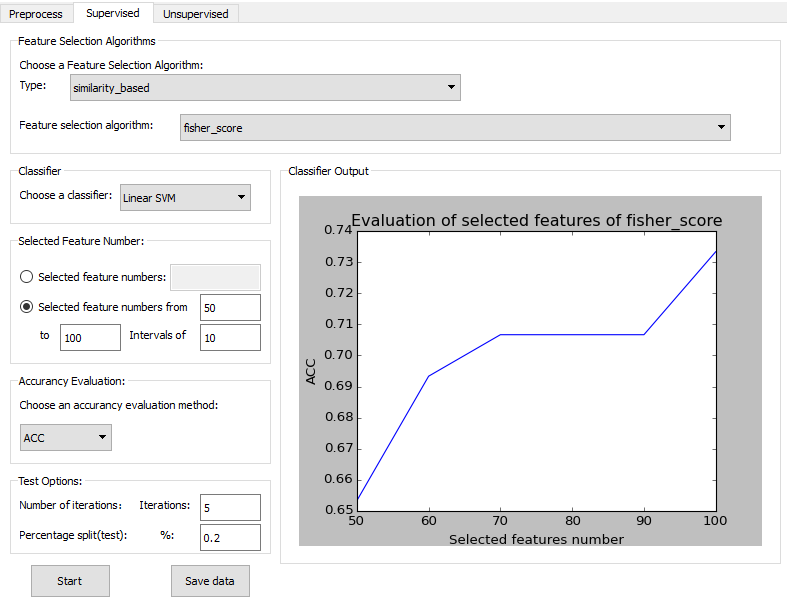 Preprocess Supervised Unsupervised
Feature Selection Algorithms
Choose a Feature Selection Algorithm:
Type: similarity_based
Feature selection algorithm: fisher_score
Classifier
Choose a classifier: Linear SVM
Selected Feature Number:
Selected feature numbers:
Selected feature numbers from 50
to 100 Intervals of 10
Accurancy Evaluation:
Choose an accurancy evaluation method:
ACC
Test Options:
Number of iterations: Iterations: 5
Percentage split(test): %: 0.2
Start Save data
Classifier Output
Evaluation of selected features of fisher_score
0.74
0.73
0.72
0.71
0.70
0.69
0.68
0.67
0.66
0.65
ACC
50 60 70 80 90 100
Selected features number